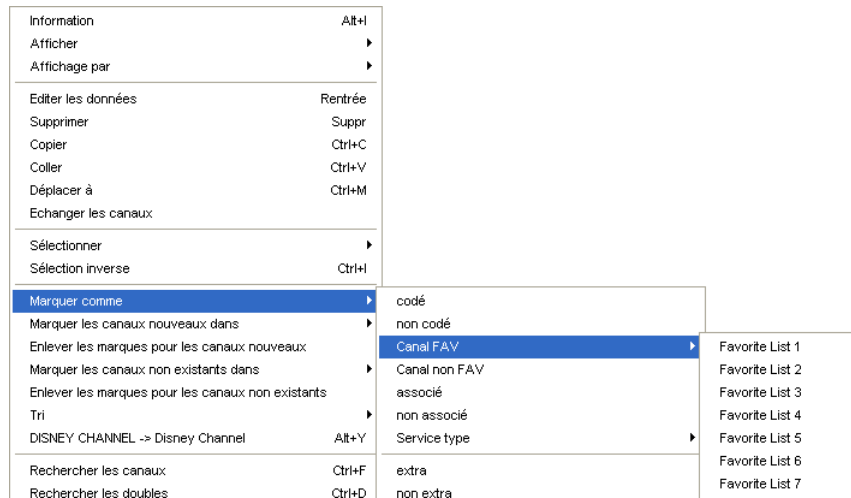 Information Alt+I
Afficher
Affichage par
Editer les données Rentrée
Supprimer Suppr
Copier Ctrl+C
Coller Ctrl+V
Déplacer à Ctrl+M
Echanger les canaux
Sélectionner
Sélection inverse Ctrl+I
Marquer comme
Marquer les canaux nouveaux dans
Enlever les marques pour les canaux nouveaux
Marquer les canaux non existants dans
Enlever les marques pour les canaux non existants
Tri
DISNEY CHANNEL -> Disney Channel Alt+Y
Rechercher les canaux Ctrl+F
Rechercher les doubles Ctrl+D
codé
non codé
Canal FAV
Canal non FAV
associé
non associé
Service type
extra
non extra
Favorite List 1
Favorite List 2
Favorite List 3
Favorite List 4
Favorite List 5
Favorite List 6
Favorite List 7